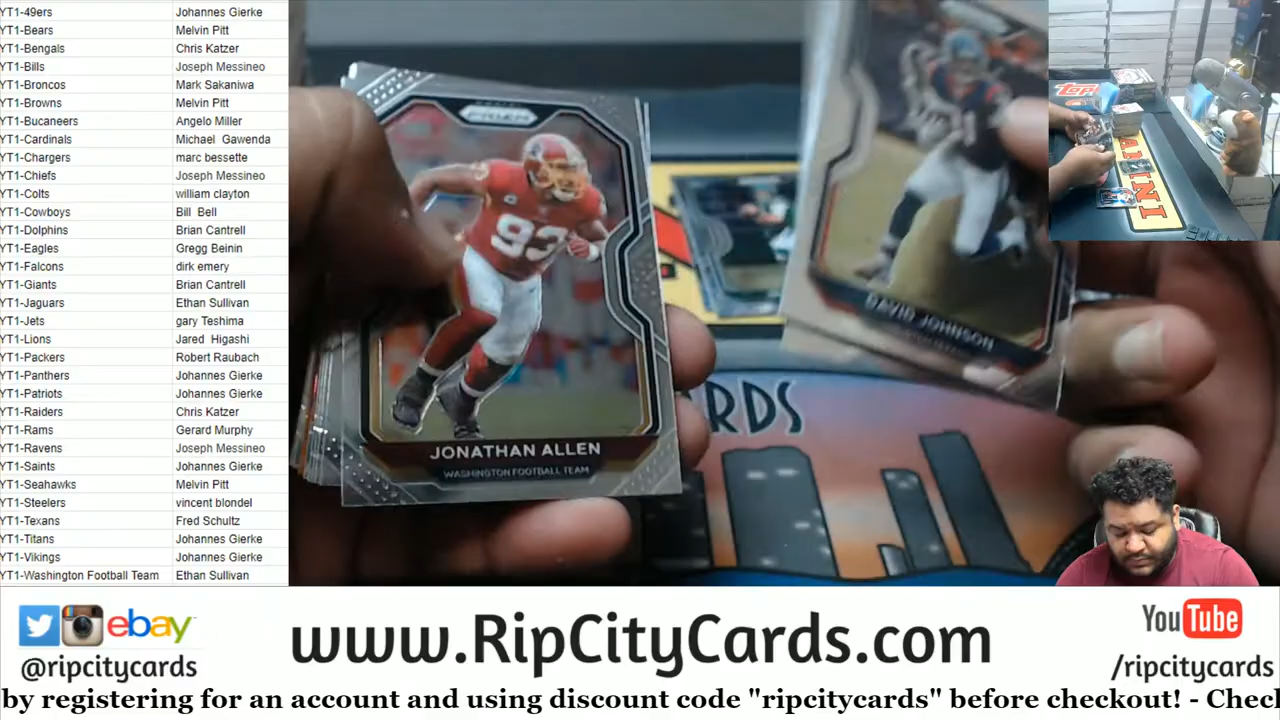 YT1-49ers Johannes Gierke
YT1-Bears Melvin Pitt
YT1-Bengals Chris Katzer
YT1-Bills Joseph Messineo
YT1-Broncos Mark Sakaniwa
YT1-Browns Melvin Pitt
YT1-Bucaneers Angelo Miller
YT1-Cardinals Michael Gawenda
YT1-Chargers marc bessette
YT1-Chiefs Joseph Messineo
YT1-Colts william clayton
YT1-Cowboys Bill Bell
YT1-Dolphins Brian Cantrell
YT1-Eagles Gregg Beinin
YT1-Falcons dirk emery
YT1-Giants Brian Cantrell
YT1-Jaguars Ethan Sullivan
YT1-Jets gary Teshima
YT1-Lions Jared Higashi
YT1-Packers Robert Raubach
YT1-Panthers Johannes Gierke
YT1-Patriots Johannes Gierke
YT1-Raiders Chris Katzer
YT1-Rams Gerard Murphy
YT1-Ravens Joseph Messineo
YT1-Saints Johannes Gierke
YT1-Seahawks Melvin Pitt
YT1-Steelers vincent blondel
YT1-Texans Fred Schultz
YT1-Titans Johannes Gierke
YT1-Vikings Johannes Gierke
YT1-Washington Football Team Ethan Sullivan
PRIZM
93
JONATHAN ALLEN
WASHINGTON FOOTBALL TEAM
DAVID JOHNSON
ARDS
Topps
PANINI
ebay
@ripcitycards
www.RipCityCards.com
YouTube
/ripcitycards
by registering for an account and using discount code "ripcitycards" before checkout! - Chec